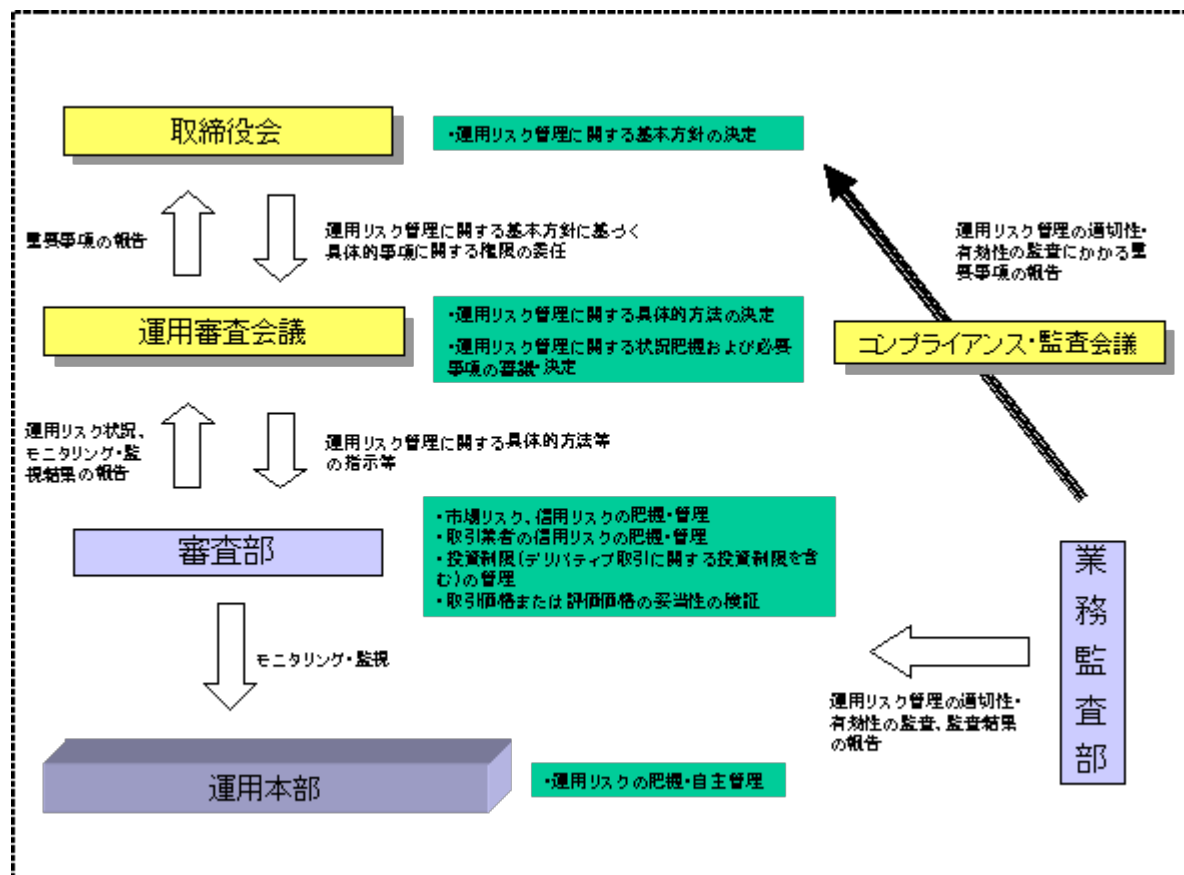 取締役会
・運用リスク管理に関する基本方針の決定
重要事項の報告
運用リスク管理に関する基本方針に基づく
具体的事項に関する権限の委任
運用リスク管理の適切性・
有効性の監査にかかる重
要事項の報告
運用審査会議
・運用リスク管理に関する具体的方法の決定
・運用リスク管理に関する状況把握および必要
事項の審議・決定
コンプライアンス・監査会議
運用リスク状況、
モニタリング・監
視結果の報告
運用リスク管理に関する具体的方法等
の指示等
審査部
・市場リスク、信用リスクの把握・管理
・取引業者の信用リスクの把握・管理
・投資制限(デリバティブ取引に関する投資制限を含
む)の管理
・取引価格または評価価格の妥当性の検証
業務監査部
モニタリング・監視
運用リスク管理の適切性・
有効性の監査、監査結果
の報告
運用本部
・運用リスクの把握・自主管理